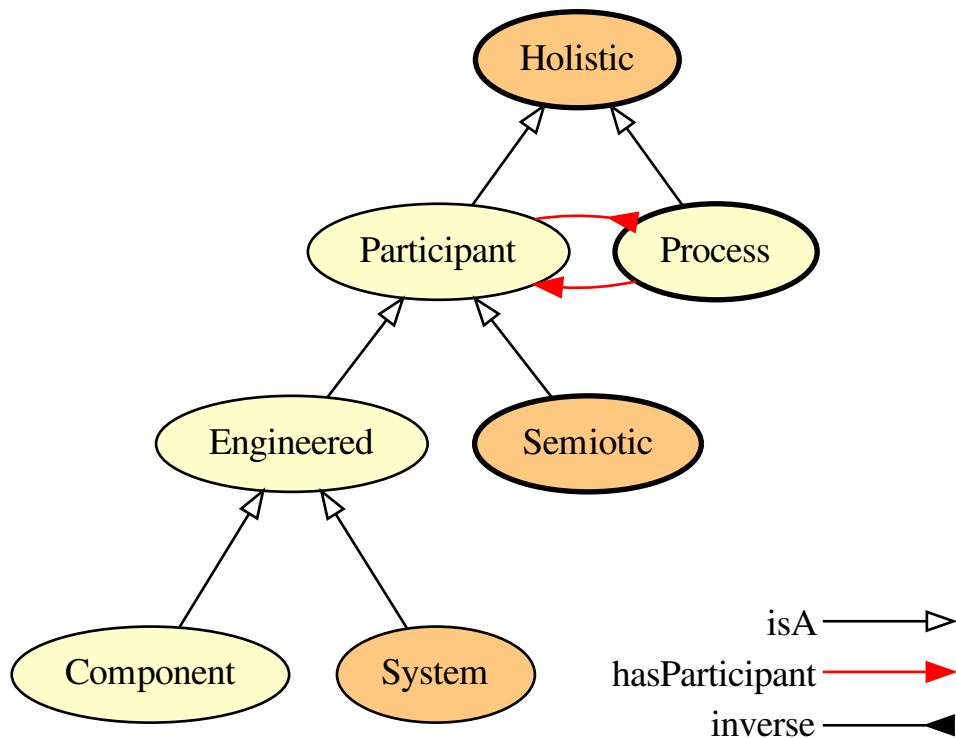 Holistic
Participant
Process
Engineered
Semiotic
Component
System
isA
hasParticipant
inverse